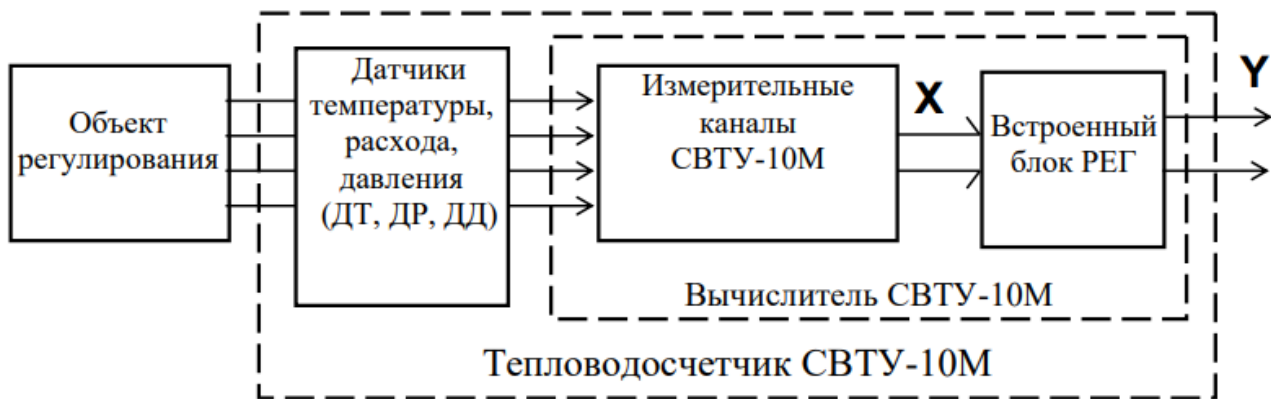 Объект
регулирования
Датчики
температуры,
расхода,
давления
(ДТ, ДР, ДД)
Измерительные
каналы
СВТУ-10М
X
Встроенный
блок РЕГ
Y
Вычислитель СВТУ-10М
Тепловодосчетчик СВТУ-10М